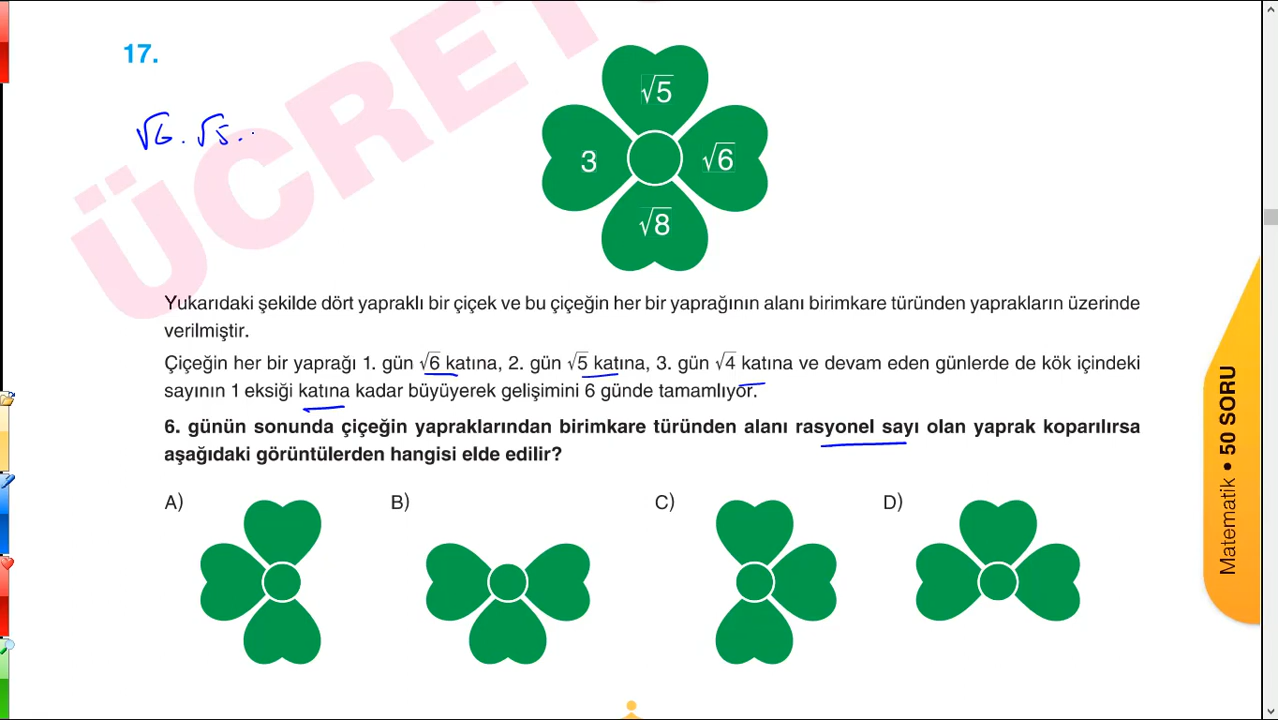 ÜCRET
17.
√6 . √5 .
√5
3
√6
√8
Yukarıdaki şekilde dört yapraklı bir çiçek ve bu çiçeğin her bir yaprağının alanı birimkare türünden yaprakların üzerinde
verilmiştir.
Çiçeğin her bir yaprağı 1. gün √6 katına, 2. gün √5 katına, 3. gün √4 katına ve devam eden günlerde de kök içindeki
sayının 1 eksiği katına kadar büyüyerek gelişimini 6 günde tamamlıyor.
6. günün sonunda çiçeğin yapraklarından birimkare türünden alanı rasyonel sayı olan yaprak koparılırsa
aşağıdaki görüntülerden hangisi elde edilir?
A)
B)
C)
D)
Matematik • 50 SORU